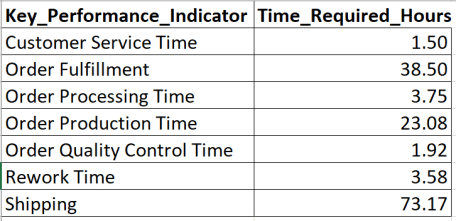 Key_Performance_Indicator Time_Required_Hours
Customer Service Time 1.50
Order Fulfillment 38.50
Order Processing Time 3.75
Order Production Time 23.08
Order Quality Control Time 1.92
Rework Time 3.58
Shipping 73.17